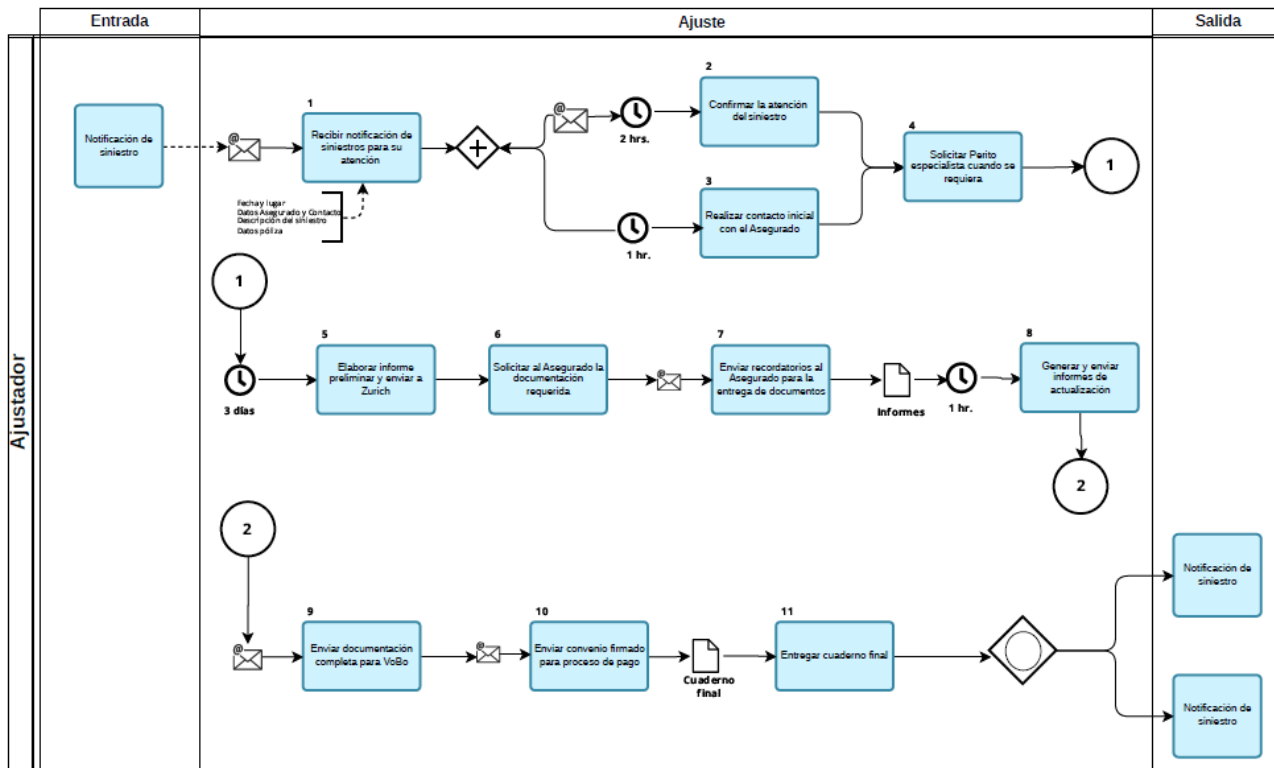 Entrada
Ajuste
Salida
Ajustador
Notificación de
siniestro
@
1
Recibir notificación de
siniestros para su
atención
Fecha y lugar
Datos Asegurado y Contacto
Descripción del siniestro
Datos póliza
@
2 hrs.
1 hr.
2
Confirmar la atención
del siniestro
3
Realizar contacto inicial
con el Asegurado
4
Solicitar Perito
especialista cuando se
requiera
1
1
3 días
5
Elaborar informe
preliminar y enviar a
Zurich
6
Solicitar al Asegurado la
documentación
requerida
@
7
Enviar recordatorios al
Asegurado para la
entrega de documentos
Informes
1 hr.
8
Generar y enviar
informes de
actualización
2
2
@
9
Enviar documentación
completa para VoBo
@
10
Enviar convenio firmado
para proceso de pago
Cuaderno
final
11
Entregar cuaderno final
Notificación de
siniestro
Notificación de
siniestro